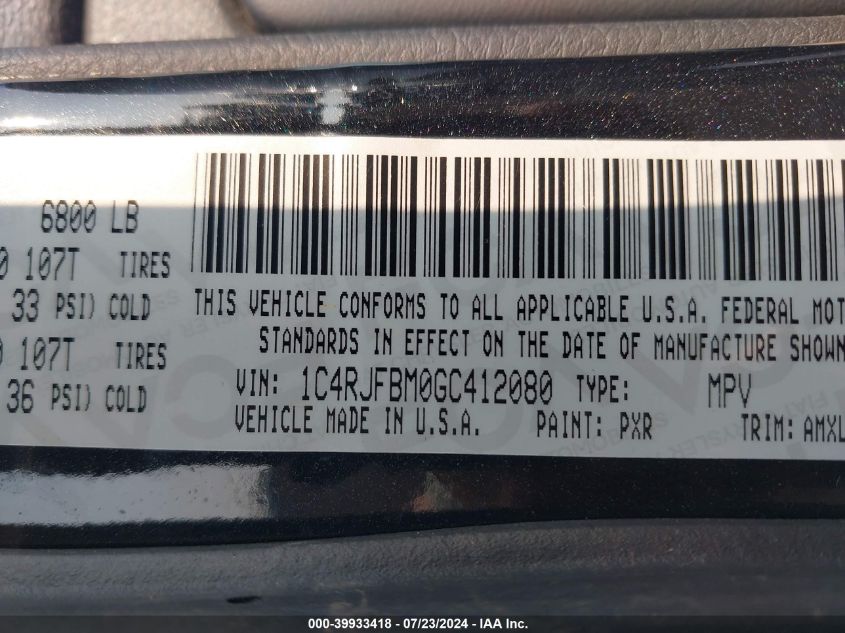 6800 LB
0 107T TIRES
33 PSI) COLD
0 107T TIRES
36 PSI) COLD
THIS VEHICLE CONFORMS TO ALL APPLICABLE U.S.A. FEDERAL MOT
STANDARDS IN EFFECT ON THE DATE OF MANUFACTURE SHOWN
VIN: 1C4RJFBM0GC412080 TYPE: MPV
VEHICLE MADE IN U.S.A. PAINT: PXR TRIM: AMXL
000-39933418 - 07/23/2024 - IAA Inc.